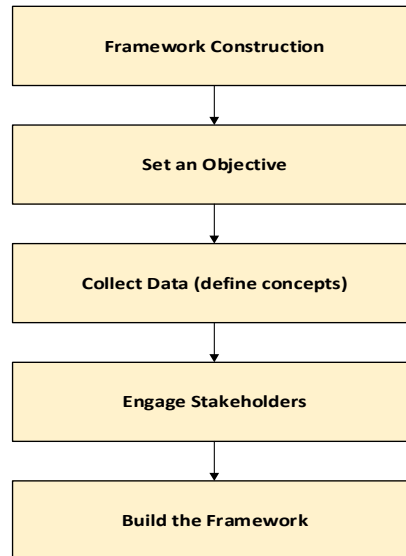 Framework Construction
Set an Objective
Collect Data (define concepts)
Engage Stakeholders
Build the Framework